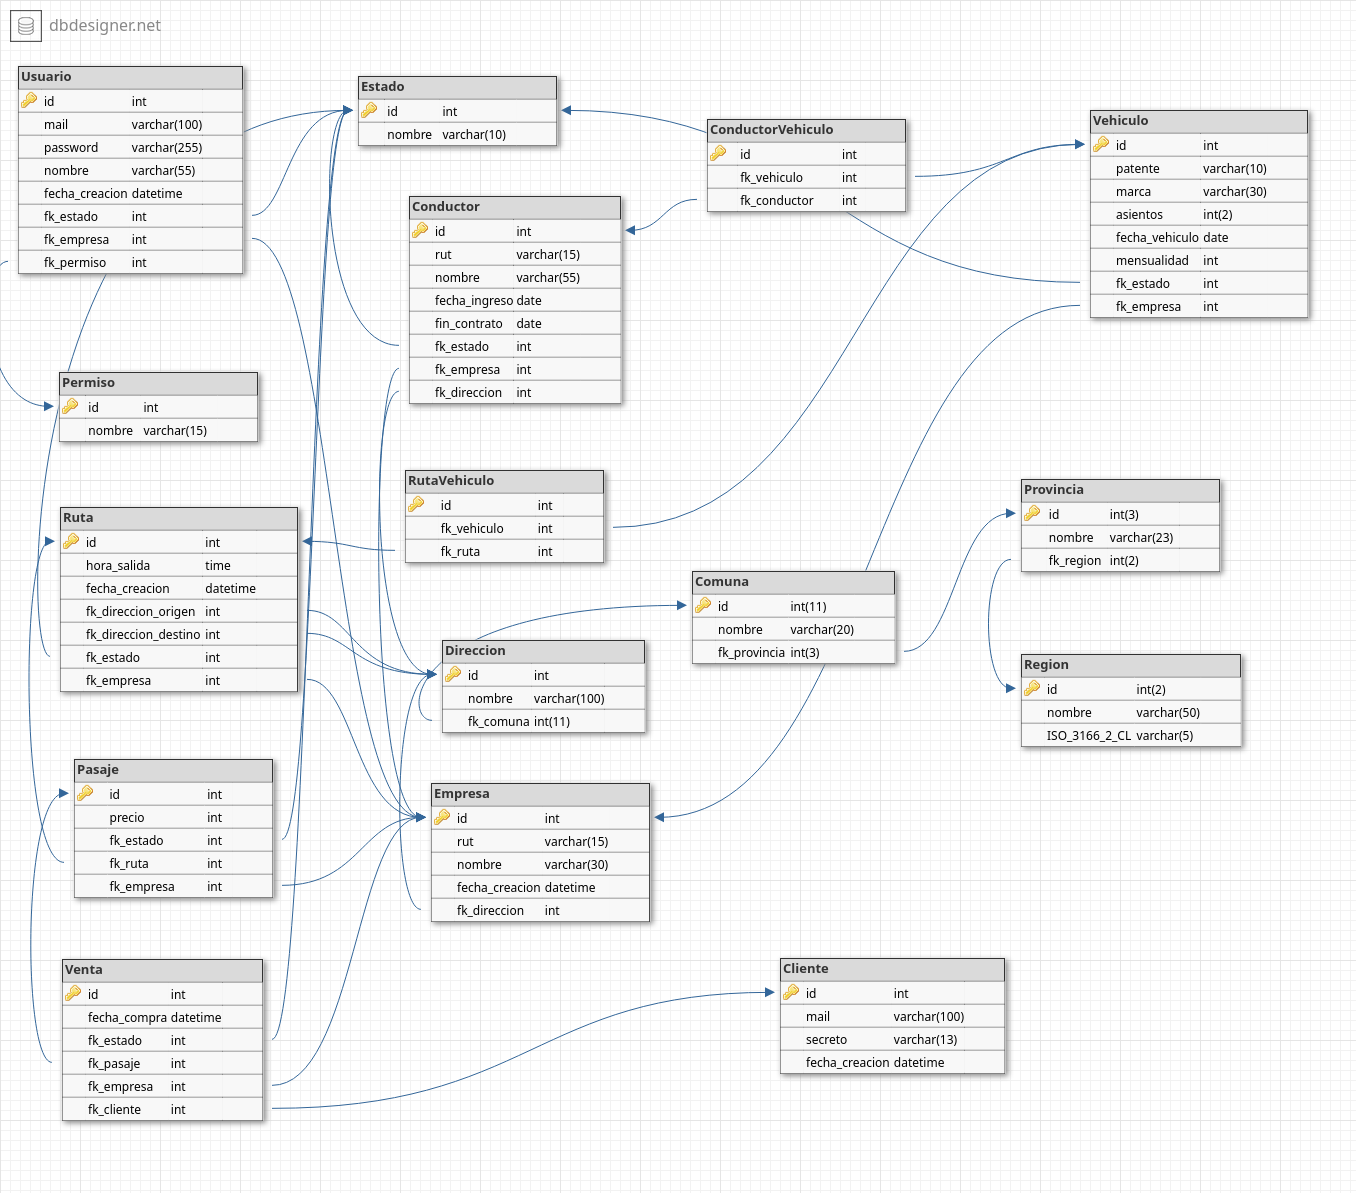 dbdesigner.net
Usuario
id int
mail varchar(100)
password varchar(255)
nombre varchar(55)
fecha_creacion datetime
fk_estado int
fk_empresa int
fk_permiso int
Estado
id int
nombre varchar(10)
ConductorVehiculo
id int
fk_vehiculo int
fk_conductor int
Vehiculo
id int
patente varchar(10)
marca varchar(30)
asientos int(2)
fecha_vehiculo date
mensualidad int
fk_estado int
fk_empresa int
Conductor
id int
rut varchar(15)
nombre varchar(55)
fecha_ingreso date
fin_contrato date
fk_estado int
fk_empresa int
fk_direccion int
Permiso
id int
nombre varchar(15)
RutaVehiculo
id int
fk_vehiculo int
fk_ruta int
Provincia
id int(3)
nombre varchar(23)
fk_region int(2)
Ruta
id int
hora_salida time
fecha_creacion datetime
fk_direccion_origen int
fk_direccion_destino int
fk_estado int
fk_empresa int
Comuna
id int(11)
nombre varchar(20)
fk_provincia int(3)
Direccion
id int
nombre varchar(100)
fk_comuna int(11)
Region
id int(2)
nombre varchar(50)
ISO_3166_2_CL varchar(5)
Pasaje
id int
precio int
fk_estado int
fk_ruta int
fk_empresa int
Empresa
id int
rut varchar(15)
nombre varchar(30)
fecha_creacion datetime
fk_direccion int
Venta
id int
fecha_compra datetime
fk_estado int
fk_pasaje int
fk_empresa int
fk_cliente int
Cliente
id int
mail varchar(100)
secreto varchar(13)
fecha_creacion datetime